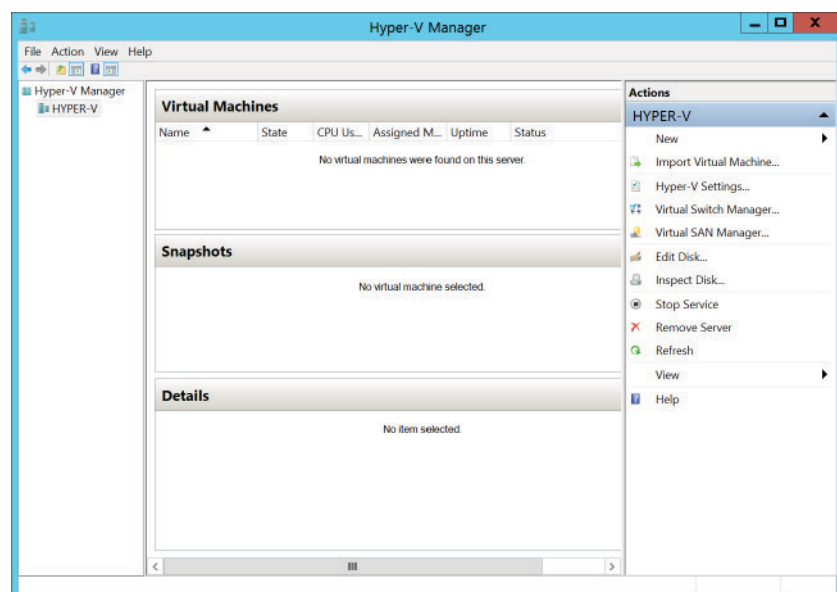 Hyper-V Manager
File Action View Help
Hyper-V Manager
HYPER-V
Virtual Machines
Name State CPU Us... Assigned M... Uptime Status
No virtual machines were found on this server.
Snapshots
No virtual machine selected.
Details
No item selected.
Actions
HYPER-V
New
Import Virtual Machine...
Hyper-V Settings...
Virtual Switch Manager...
Virtual SAN Manager...
Edit Disk...
Inspect Disk...
Stop Service
Remove Server
Refresh
View
Help